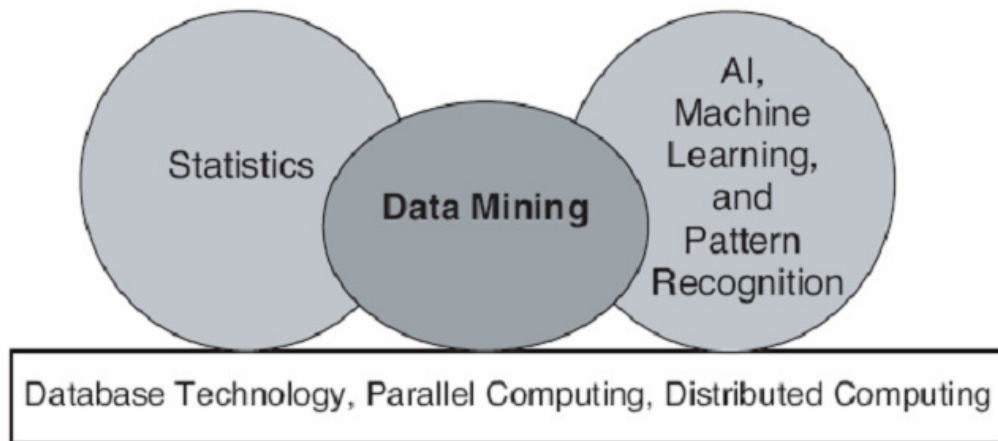 Statistics
Data Mining
AI,
Machine
Learning,
and
Pattern
Recognition
Database Technology, Parallel Computing, Distributed Computing